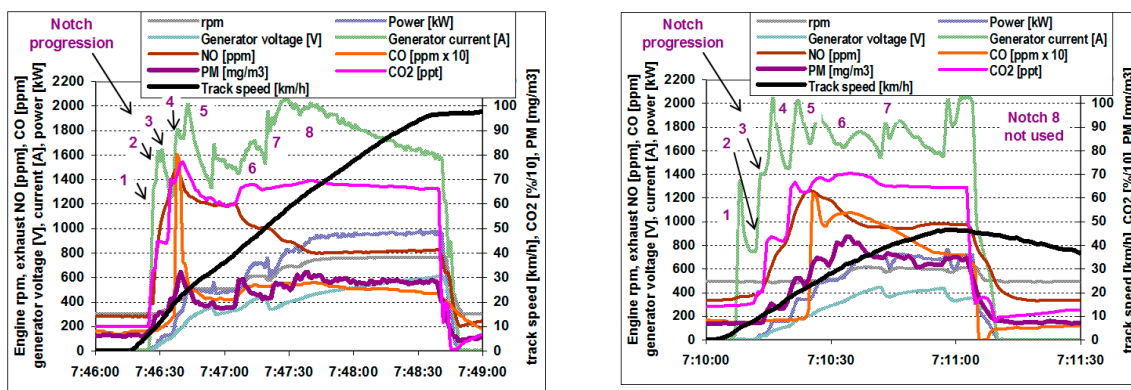 Notch
progression
rpm
Power [kW]
Generator voltage [V]
Generator current [A]
NO [ppm]
CO [ppm x 10]
PM [mg/m3]
CO2 [ppt]
Track speed [km/h]
Engine rpm, exhaust NO [ppm], CO [ppm]
generator voltage [V]. current [A], power [kW]
2200
2000
1800
1600
1400
1200
1000
800
600
400
200
0
1
2
3
4
5
6
7
8
100
90
80
70
60
50
40
30
20
10
0
track speed [km/h], CO2 [%/10], PM [mg/m3]
7:46:00
7:46:30
7:47:00
7:47:30
7:48:00
7:48:30
7:49:00
Notch
progression
rpm
Power [kW]
Generator voltage [V]
Generator current [A]
NO [ppm]
CO [ppm x 10]
PM [mg/m3]
CO2 [ppt]
Track speed [km/h]
Engine rpm, exhaust NO [ppm], CO [ppm]
generator voltage [V]. current [A], power [kW]
2200
2000
1800
1600
1400
1200
1000
800
600
400
200
0
1
2
3
4
5
6
7
Notch 8
not used
100
90
80
70
60
50
40
30
20
10
0
track speed [km/h], CO2 [%/10], PM [mg/m3]
7:10:00
7:10:30
7:11:00
7:11:30